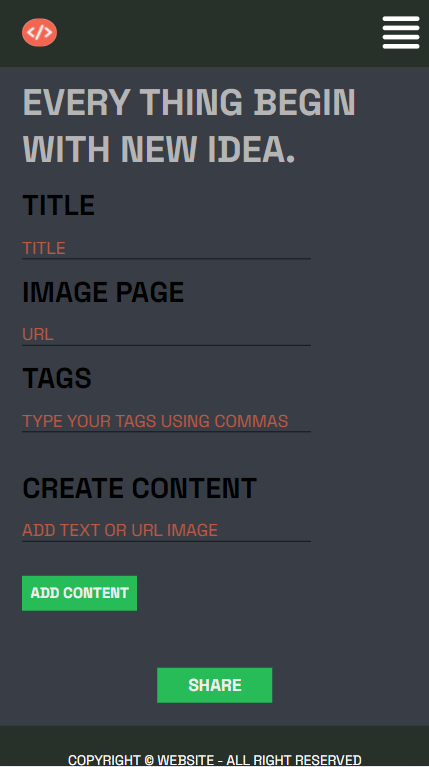 </>
EVERY THING BEGIN
WITH NEW IDEA.
TITLE
TITLE
IMAGE PAGE
URL
TAGS
TYPE YOUR TAGS USING COMMAS
CREATE CONTENT
ADD TEXT OR URL IMAGE
ADD CONTENT
SHARE
COPYRIGHT © WEBSITE - ALL RIGHT RESERVED